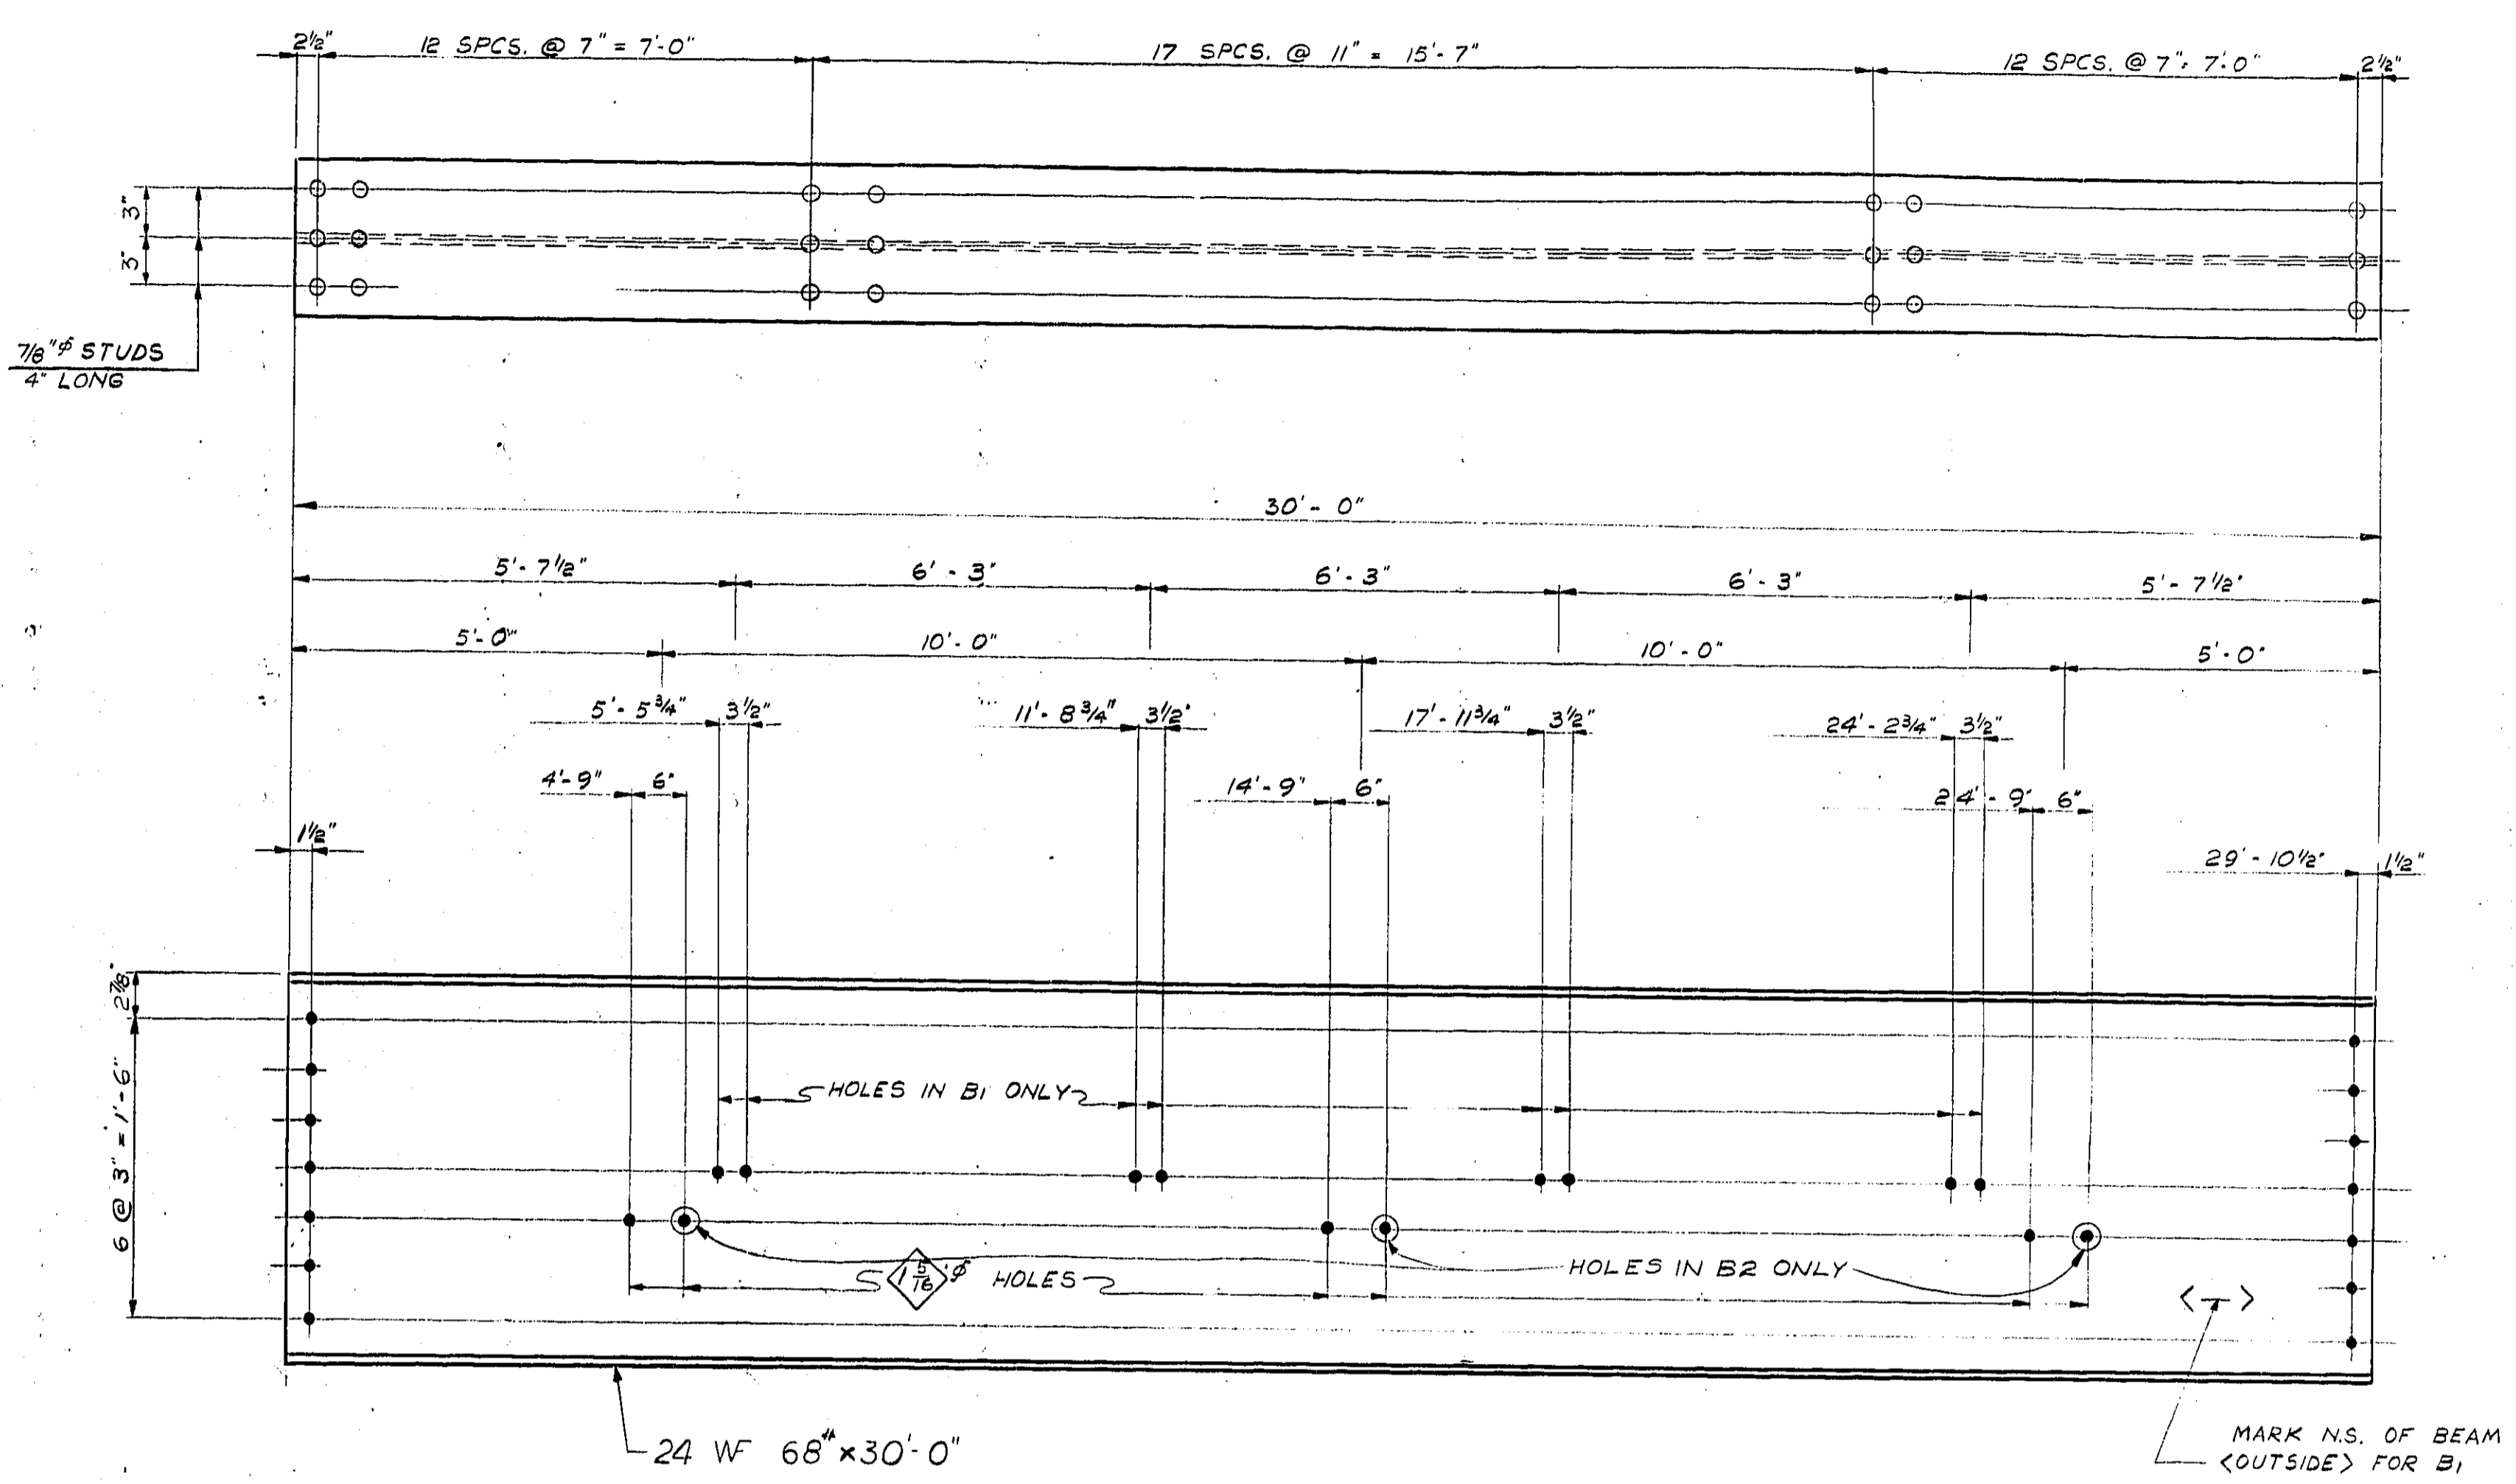 2½" 12 SPCS. @ 7" = 7'-0" 17 SPCS. @ 11" = 15'-7" 12 SPCS. @ 7"= 7'-0" 2½"
3"
3"
7/8"ϕ STUDS
4" LONG
30'-0"
5'-7½" 6'-3" 6'-3" 6'-3" 5'-7½"
5'-0" 10'-0" 10'-0" 5'-0"
5'-5¾" 3½" 11'-8¾" 3½" 17'-11¾" 3½" 24'-2¾" 3½"
4'-9" 6" 14'-9" 6" 24'-9" 6"
1½" 29'-10½" 1½"
2⅞"
6 @ 3" = 1'-6"
HOLES IN B1 ONLY
1 5/16 "ϕ HOLES HOLES IN B2 ONLY
< - >
24 WF 68# x 30'-0"
MARK N.S. OF BEAM
<OUTSIDE> FOR B1